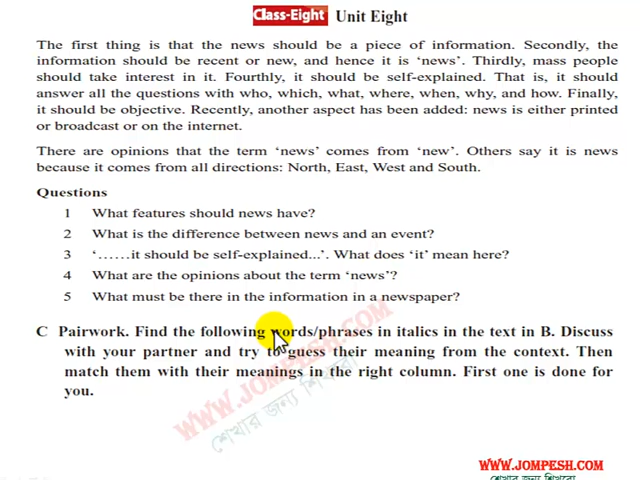 Class-Eight Unit Eight
The first thing is that the news should be a piece of information. Secondly, the
information should be recent or new, and hence it is ‘news’. Thirdly, mass people
should take interest in it. Fourthly, it should be self-explained. That is, it should
answer all the questions with who, which, what, where, when, why, and how. Finally,
it should be objective. Recently, another aspect has been added: news is either printed
or broadcast or on the internet.
There are opinions that the term ‘news’ comes from ‘new’. Others say it is news
because it comes from all directions: North, East, West and South.
Questions
1 What features should news have?
2 What is the difference between news and an event?
3 ‘……it should be self-explained...’. What does ‘it’ mean here?
4 What are the opinions about the term ‘news’?
5 What must be there in the information in a newspaper?
C Pairwork. Find the following words/phrases in italics in the text in B. Discuss
with your partner and try to guess their meaning from the context. Then
match them with their meanings in the right column. First one is done for
you.
WWW.JOMPESH.COM
শেখার জন্য শিখবো
WWW.JOMPESH.COM
শেখার জন্য শিখবো